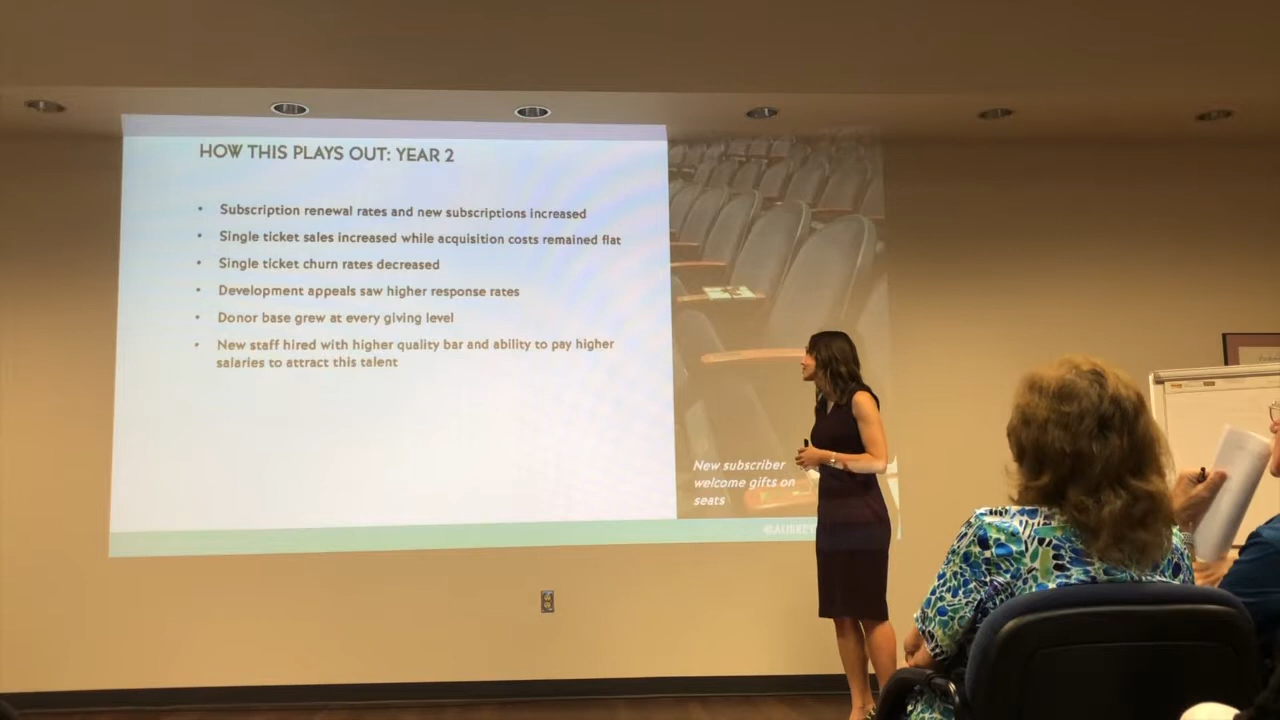 HOW THIS PLAYS OUT: YEAR 2
• Subscription renewal rates and new subscriptions increased
• Single ticket sales increased while acquisition costs remained flat
• Single ticket churn rates decreased
• Development appeals saw higher response rates
• Donor base grew at every giving level
• New staff hired with higher quality bar and ability to pay higher
salaries to attract this talent
New subscriber
welcome gifts on
seats